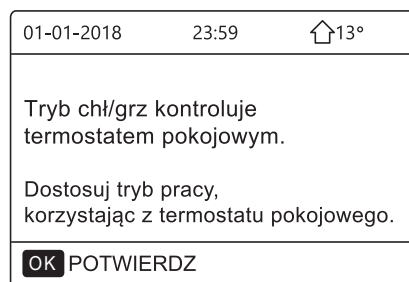 01-01-2018 23:59 13°
Tryb chł/grz kontroluje
termostatem pokojowym.
Dostosuj tryb pracy,
korzystając z termostatu pokojowego.
OK POTWIERDZ